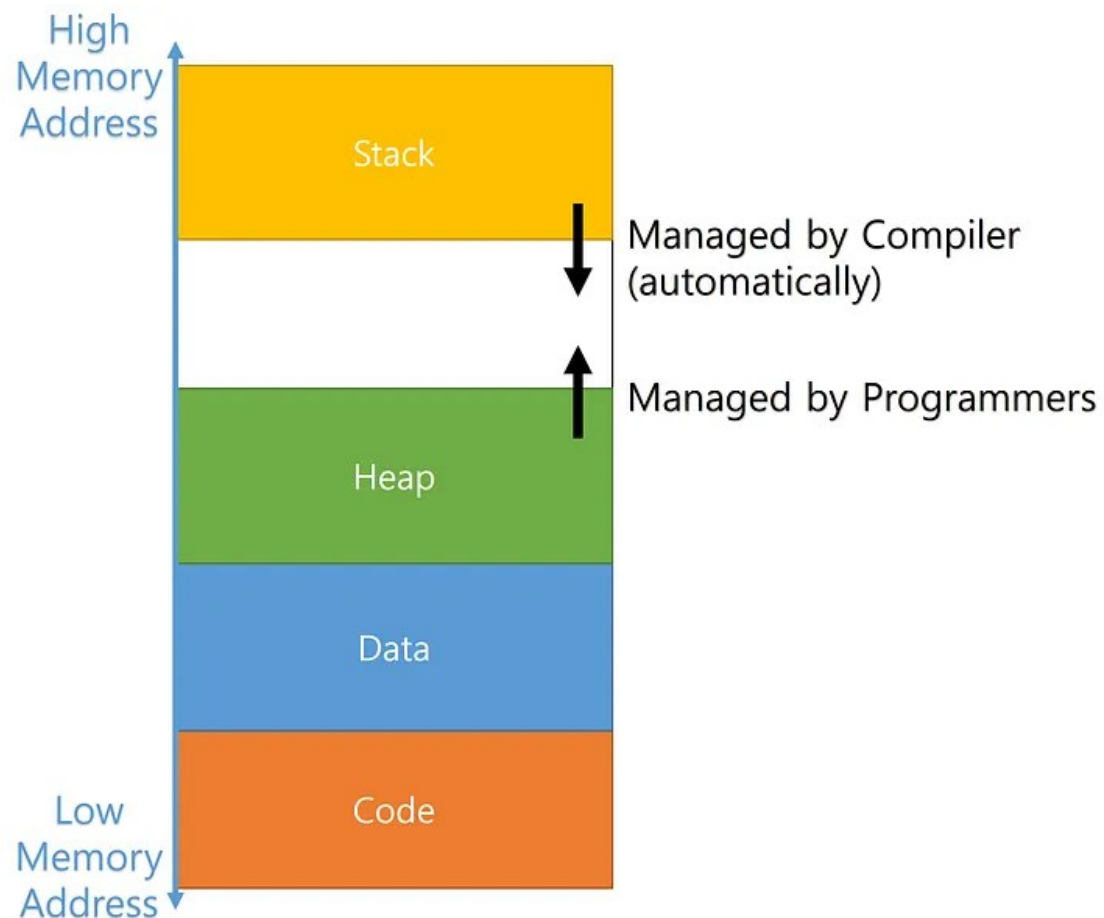 High
Memory
Address
Stack
Managed by Compiler
(automatically)
Managed by Programmers
Heap
Data
Code
Low
Memory
Address